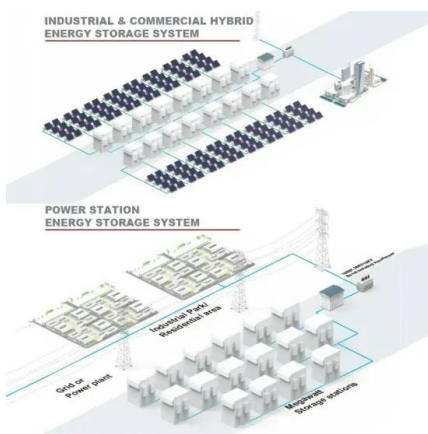 INDUSTRIAL & COMMERCIAL HYBRID
ENERGY STORAGE SYSTEM
POWER STATION
ENERGY STORAGE SYSTEM
Industrial Park/
Residential area
Grid or
Power plant
Megawatt
Storage stations